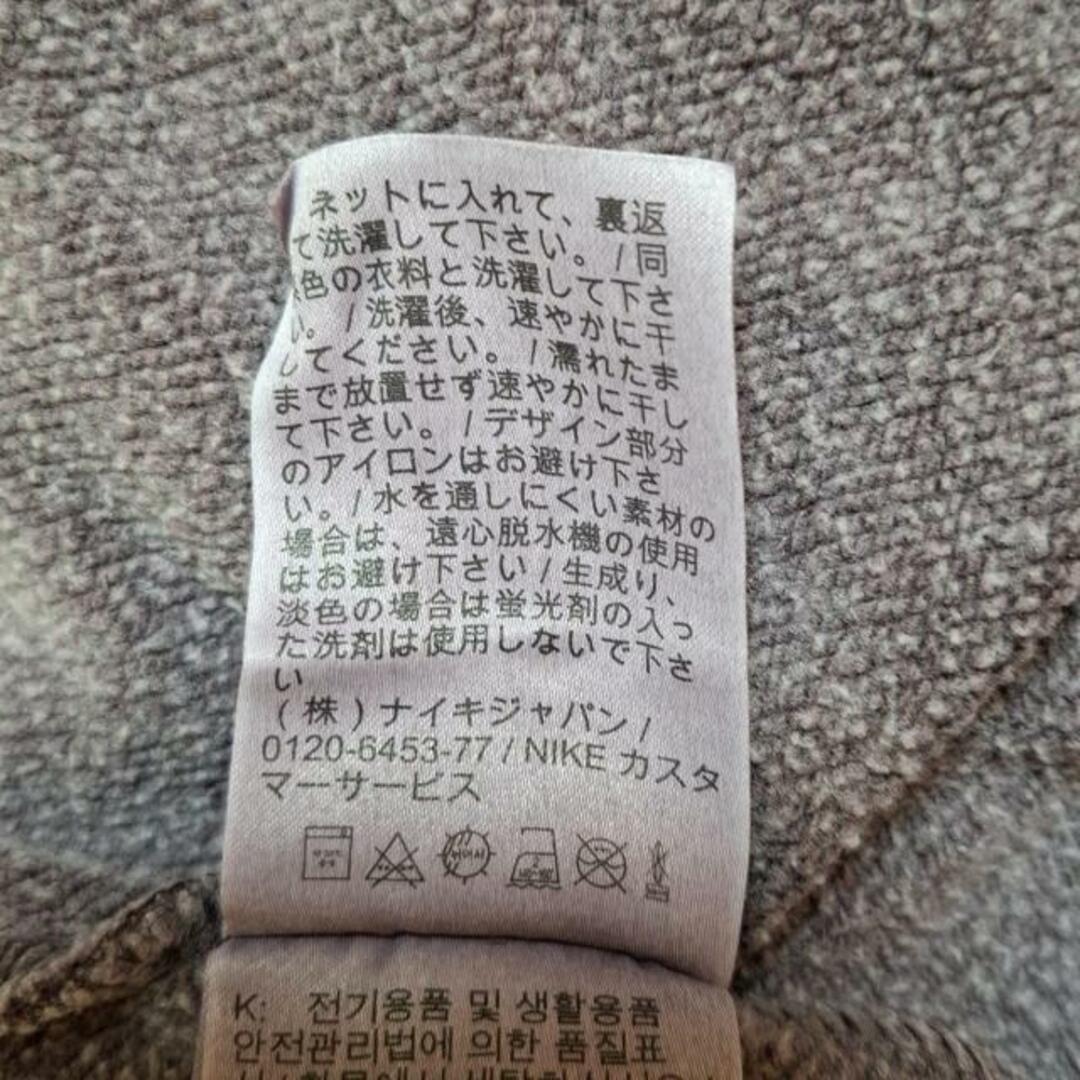 ネットに入れて、裏返
て洗濯して下さい。 / 同
色の衣料と洗濯して下さ
い。 / 洗濯後、速やかに干
してください。 / 濡れたま
まで放置せず速やかに干し
て下さい。 / デザイン部分
のアイロンはお避け下さ
い。 / 水を通しにくい素材の
場合は、遠心脱水機の使用
はお避け下さい / 生成り、
淡色の場合は蛍光剤の入っ
た洗剤は使用しないで下さ
い
(株) ナイキジャパン /
0120-6453-77 / NIKE カスタ
マーサービス
K: 전기용품 및 생활용품
안전관리법에 의한 품질표